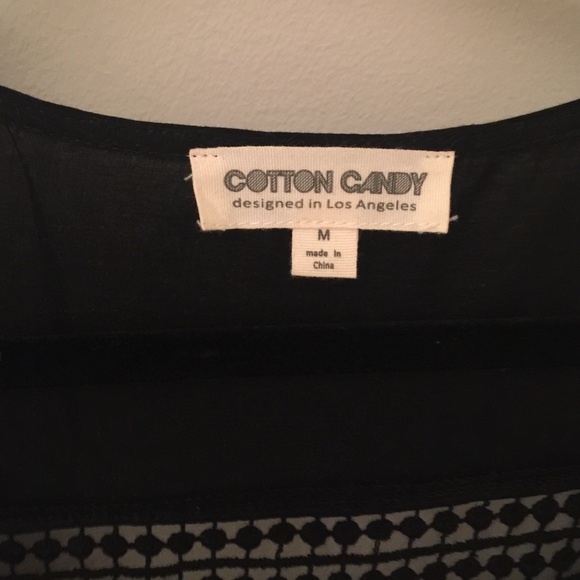 COTTON CANDY
designed in Los Angeles
M
made in
China